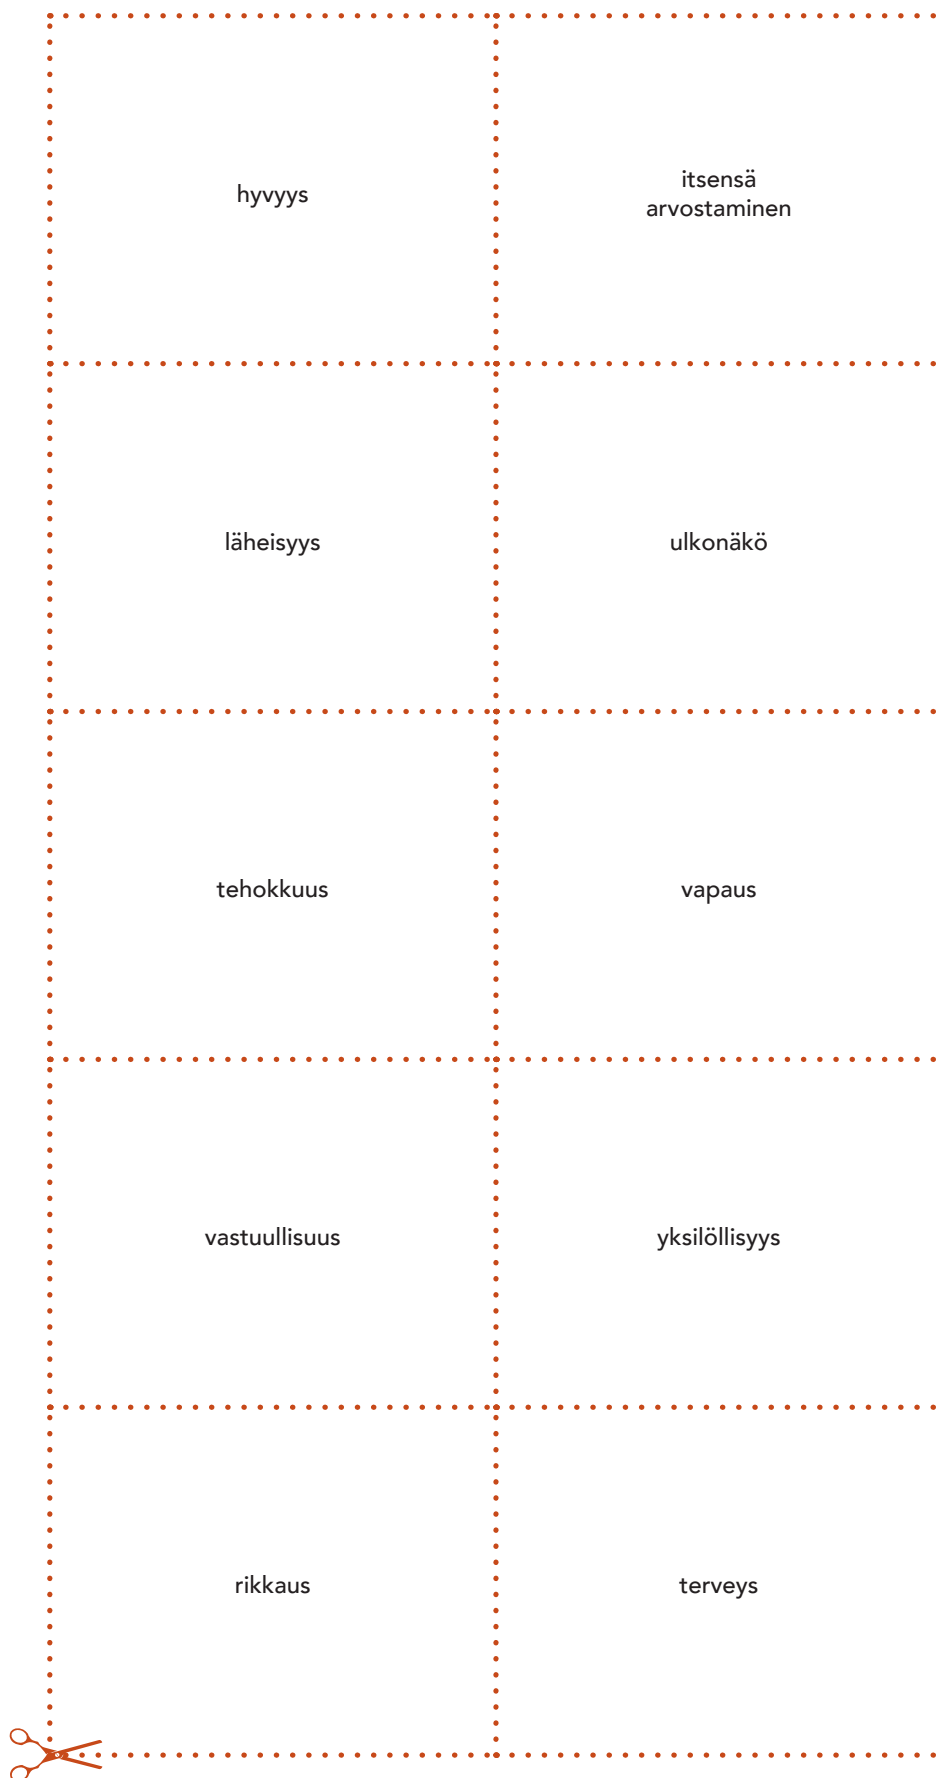 hyvyys
itsensä
arvostaminen
läheisyys
ulkonäkö
tehokkuus
vapaus
vastuullisuus
yksilöllisyys
rikkaus
terveys